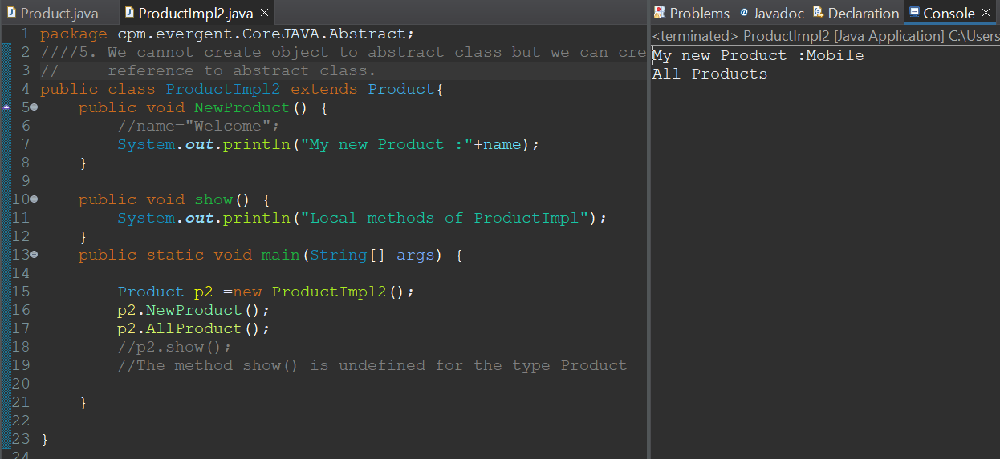 Product.java
ProductImpl2.java
1 package cpm.evergent.CoreJAVA.Abstract;
2 ////5. We cannot create object to abstract class but we can cre
3 //     reference to abstract class.
4 public class ProductImpl2 extends Product{
5     public void NewProduct() {
6         //name="Welcome";
7         System.out.println("My new Product :"+name);
8     }
9
10     public void show() {
11         System.out.println("Local methods of ProductImpl");
12     }
13     public static void main(String[] args) {
14
15         Product p2 =new ProductImpl2();
16         p2.NewProduct();
17         p2.AllProduct();
18         //p2.show();
19         //The method show() is undefined for the type Product
20
21     }
22
23 }
24
Problems Javadoc Declaration Console
<terminated> ProductImpl2 [Java Application] C:\Users
My new Product :Mobile
All Products